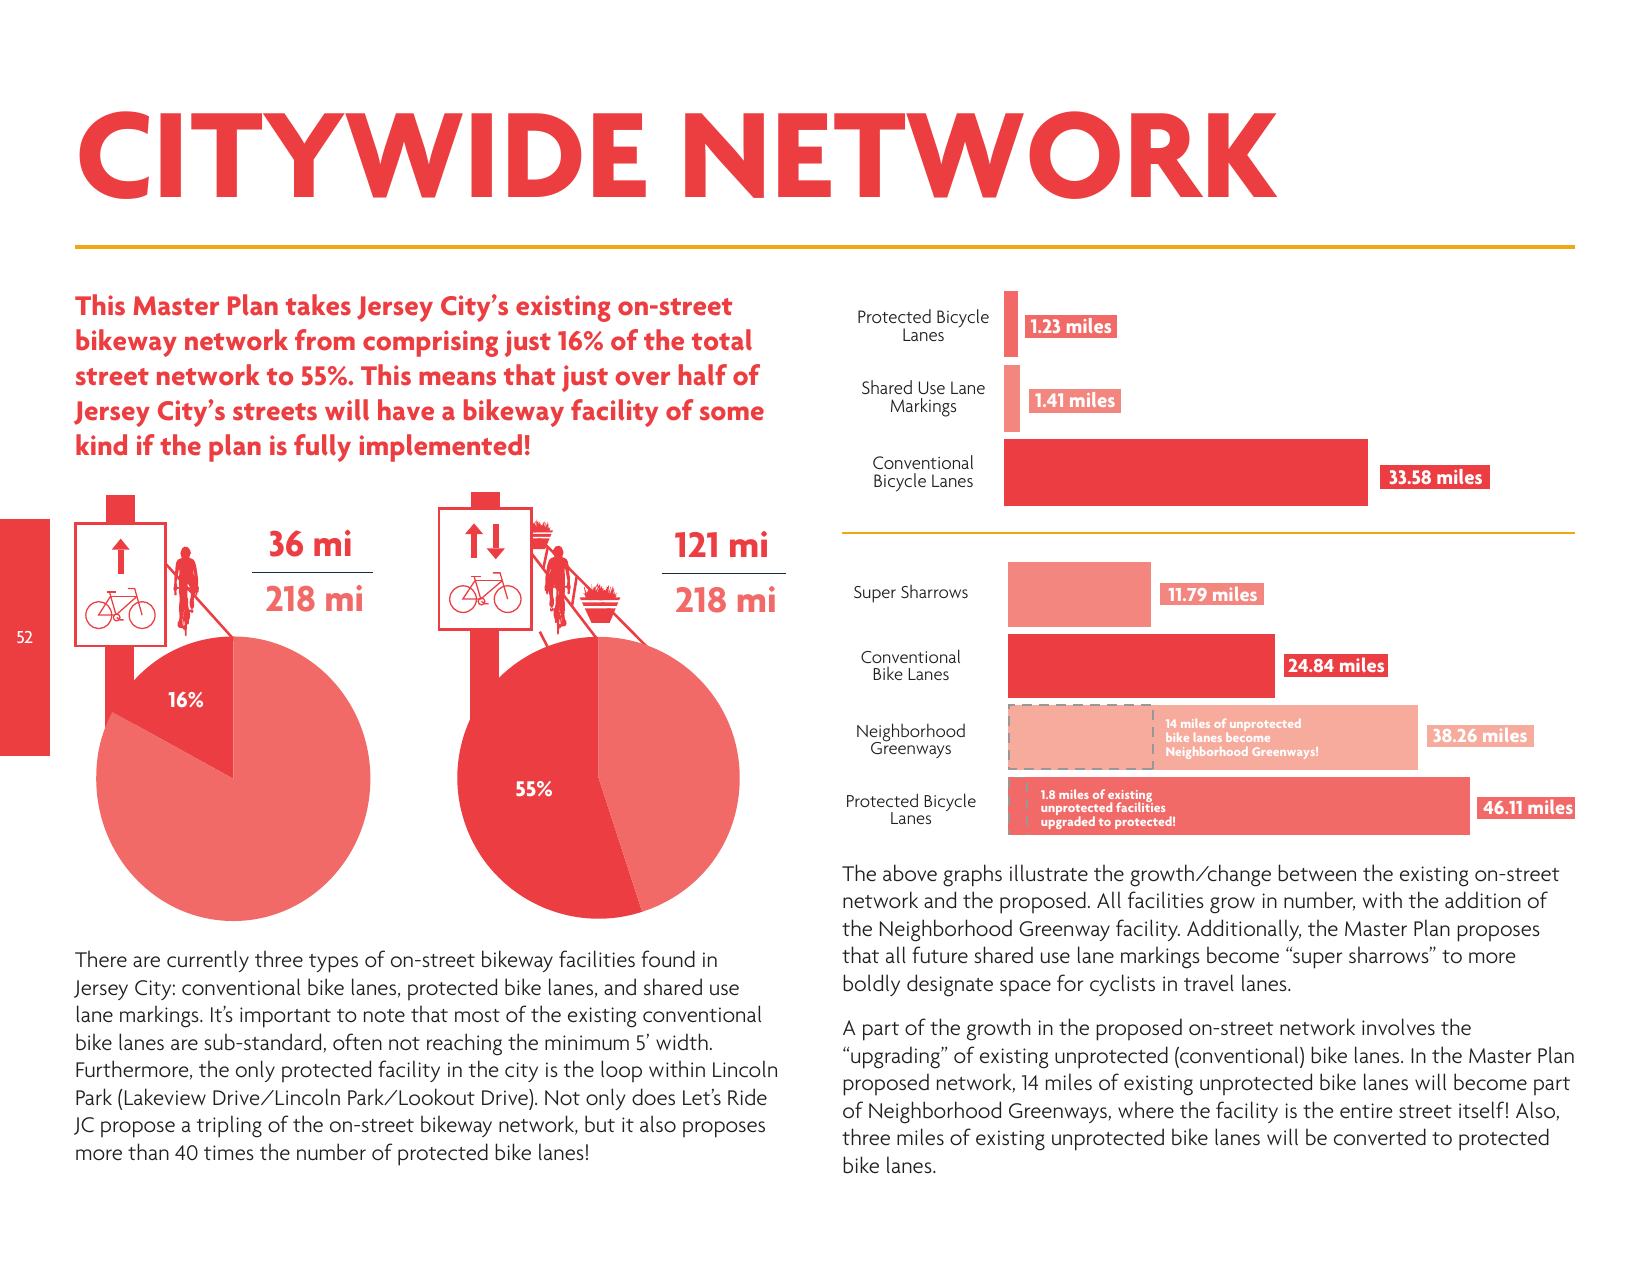 CITYWIDE NETWORK
This Master Plan takes Jersey City’s existing on-street
bikeway network from comprising just 16% of the total
street network to 55%. This means that just over half of
Jersey City’s streets will have a bikeway facility of some
kind if the plan is fully implemented!
36 mi
218 mi
16%
121 mi
218 mi
55%
52
There are currently three types of on-street bikeway facilities found in
Jersey City: conventional bike lanes, protected bike lanes, and shared use
lane markings. It’s important to note that most of the existing conventional
bike lanes are sub-standard, often not reaching the minimum 5’ width.
Furthermore, the only protected facility in the city is the loop within Lincoln
Park (Lakeview Drive/Lincoln Park/Lookout Drive). Not only does Let’s Ride
JC propose a tripling of the on-street bikeway network, but it also proposes
more than 40 times the number of protected bike lanes!
Protected Bicycle
Lanes
1.23 miles
Shared Use Lane
Markings
1.41 miles
Conventional
Bicycle Lanes
33.58 miles
Super Sharrows
11.79 miles
Conventional
Bike Lanes
24.84 miles
Neighborhood
Greenways
14 miles of unprotected
bike lanes become
Neighborhood Greenways!
38.26 miles
Protected Bicycle
Lanes
1.8 miles of existing
unprotected facilities
upgraded to protected!
46.11 miles
The above graphs illustrate the growth/change between the existing on-street
network and the proposed. All facilities grow in number, with the addition of
the Neighborhood Greenway facility. Additionally, the Master Plan proposes
that all future shared use lane markings become “super sharrows” to more
boldly designate space for cyclists in travel lanes.
A part of the growth in the proposed on-street network involves the
“upgrading” of existing unprotected (conventional) bike lanes. In the Master Plan
proposed network, 14 miles of existing unprotected bike lanes will become part
of Neighborhood Greenways, where the facility is the entire street itself! Also,
three miles of existing unprotected bike lanes will be converted to protected
bike lanes.